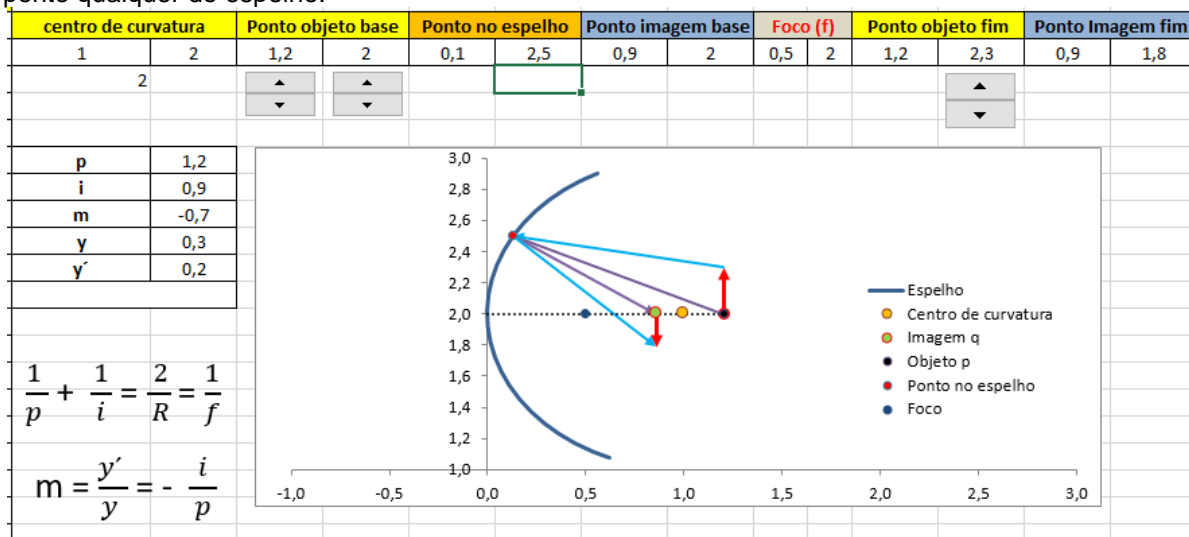 ponto qualquer do espelho.
centro de curvatura Ponto objeto base Ponto no espelho Ponto imagem base Foco (f) Ponto objeto fim Ponto Imagem fim
1 2 1,2 2 0,1 2,5 0,9 2 0,5 2 1,2 2,3 0,9 1,8
2
p 1,2
i 0,9
m -0,7
y 0,3
y´ 0,2
1/p + 1/i = 2/R = 1/f
m = y´/y = - i/p
3,0
2,8
2,6
2,4
2,2
2,0
1,8
1,6
1,4
1,2
1,0
-1,0 -0,5 0,0 0,5 1,0 1,5 2,0 2,5 3,0
Espelho
Centro de curvatura
Imagem q
Objeto p
Ponto no espelho
Foco